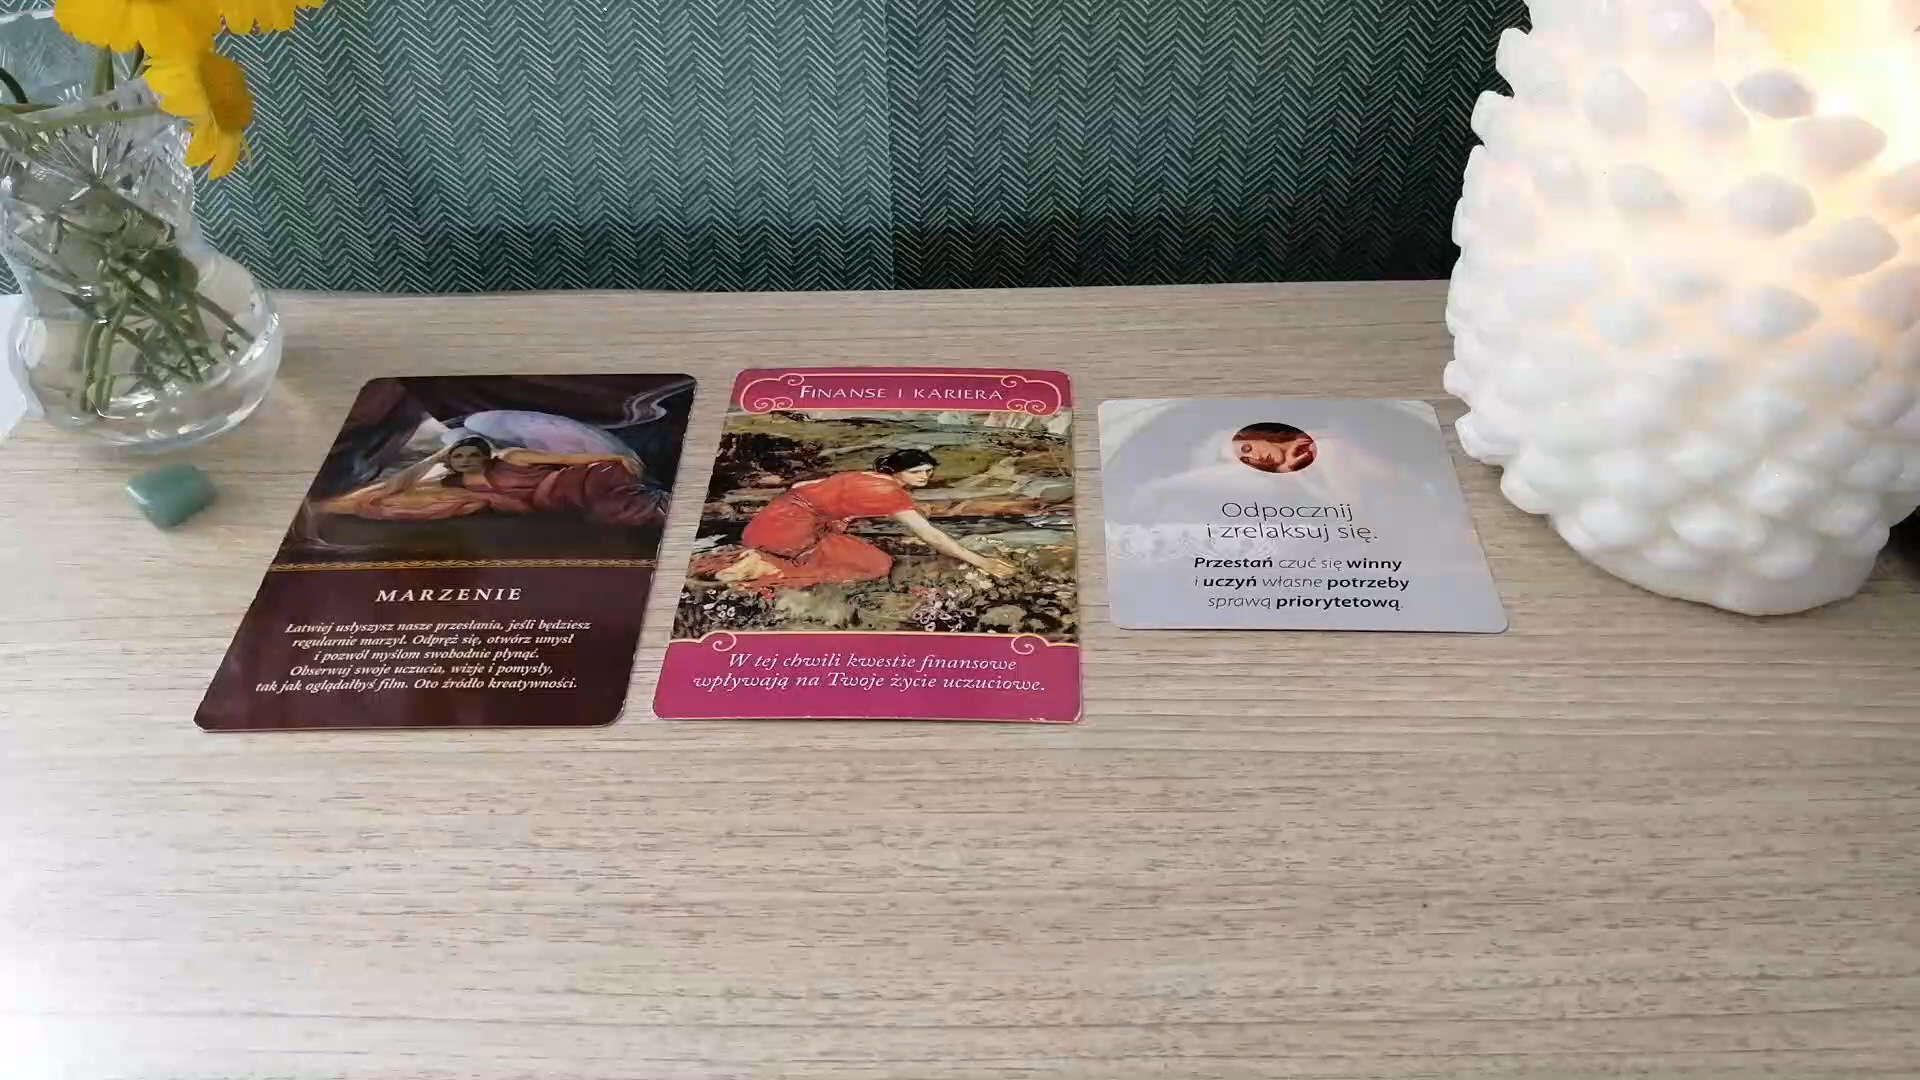 MARZENIE
Łatwiej usłyszysz nasze przesłania, jeśli będziesz
regularnie marzył. Odpręż się, otwórz umysł
i pozwól myślom swobodnie płynąć.
Obserwuj swoje uczucia, wizje i pomysły,
tak jak oglądałbyś film. Oto źródło kreatywności.
FINANSE I KARIERA
W tej chwili kwestie finansowe
wpływają na Twoje życie uczuciowe.
Odpocznij
i zrelaksuj się.
Przestań czuć się winny
i uczyń własne potrzeby
sprawą priorytetową.